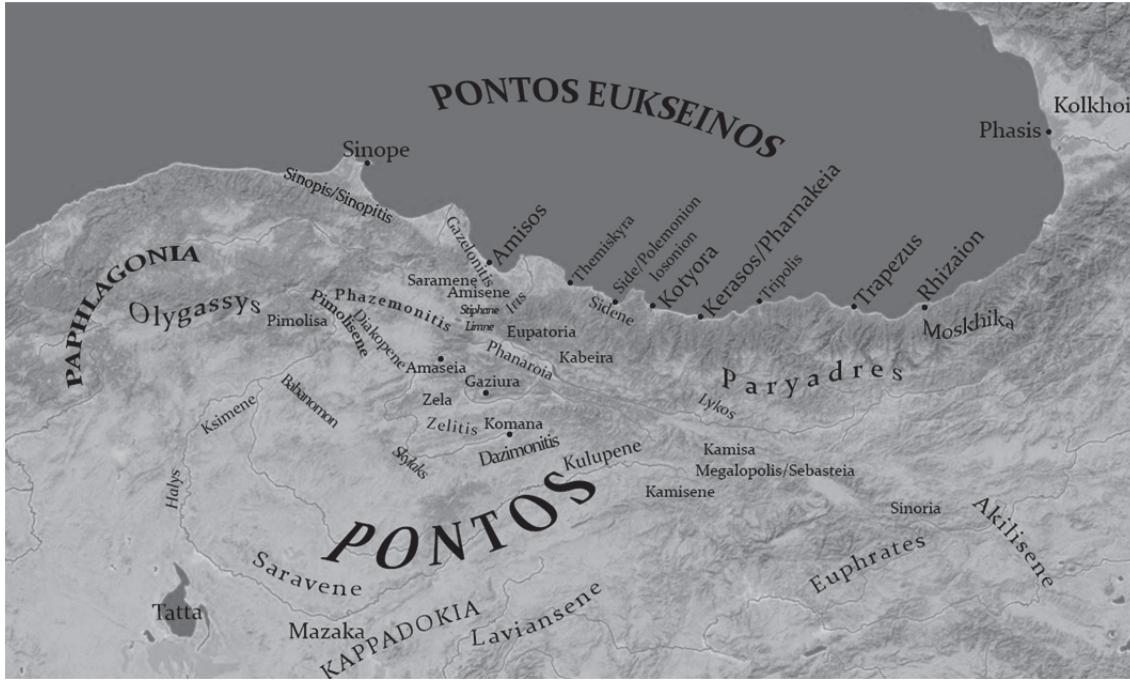 PONTOS EUKSEINOS
Kolkhoi
Phasis
Sinope
Sinopis/Sinopitis
Gazelonitis
Amisos
Themiskyra
Side/Polemonion
Iosonion
Kotyora
Kerasos/Pharnakeia
Tripolis
Trapezus
Rhizaion
PAPHLAGONIA
Olygassys
Pimolisa
Pimolisene
Phazemonitis
Diakopene
Saramene
Amisene
Stiphane
Limne
Iris
Sidene
Eupatoria
Kabeira
Phanaroia
Moskhika
Paryadres
Amaseia
Gaziura
Zela
Zelitis
Komana
Dazimonitis
Skylaks
Lykos
Babanomon
Ksimene
Halys
Kulupene
Kamisa
Megalopolis/Sebasteia
Kamisene
Sinoria
Akilisene
Euphrates
PONTOS
Saravene
Tatta
Mazaka
KAPPADOKIA
Laviansene